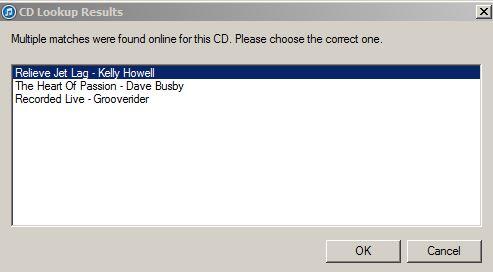 CD Lookup Results
Multiple matches were found online for this CD. Please choose the correct one.
Relieve Jet Lag - Kelly Howell
The Heart Of Passion - Dave Busby
Recorded Live - Grooverider
OK Cancel